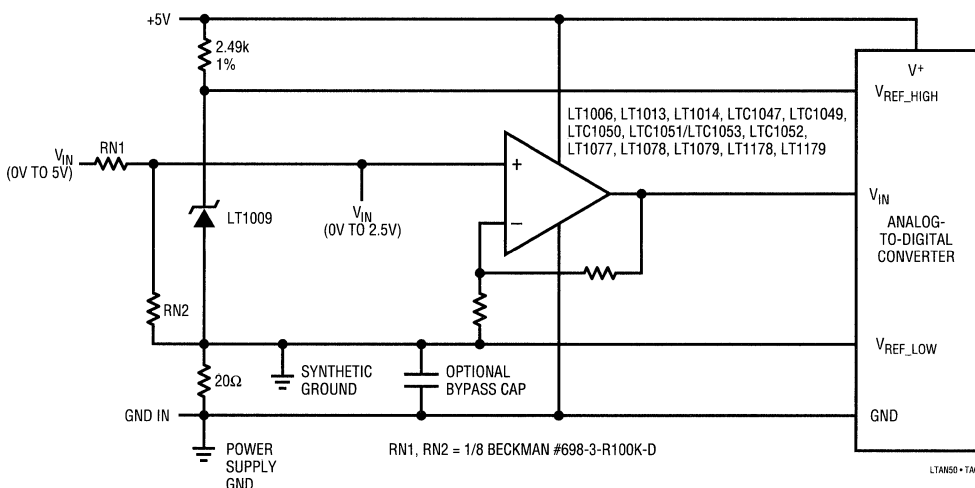 +5V
2.49k
1%
V+
VREF_HIGH
LT1006, LT1013, LT1014, LTC1047, LTC1049,
LTC1050, LTC1051/LTC1053, LTC1052,
LT1077, LT1078, LT1079, LT1178, LT1179
RN1
VIN
(0V TO 5V)
+
VIN
LT1009
VIN
(0V TO 2.5V)
–
ANALOG-
TO-DIGITAL
CONVERTER
RN2
VREF_LOW
20Ω
SYNTHETIC
GROUND
OPTIONAL
BYPASS CAP
GND IN
GND
POWER
SUPPLY
GND
RN1, RN2 = 1/8 BECKMAN #698-3-R100K-D
LTAN50 • TA